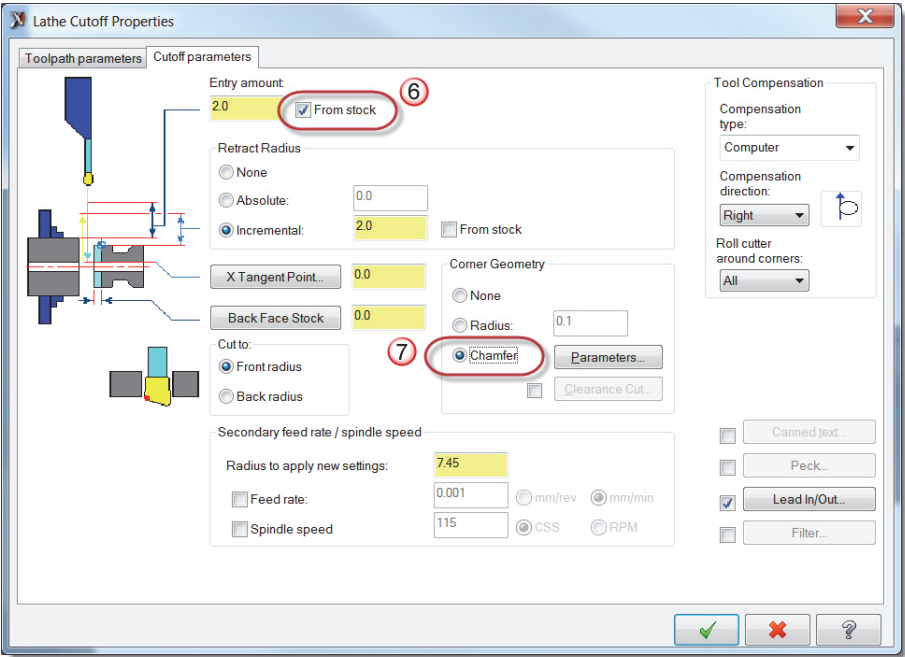 Lathe Cutoff Properties
Toolpath parameters
Cutoff parameters
Entry amount:
2.0
From stock
6
Retract Radius
None
Absolute:
0.0
Incremental:
2.0
From stock
X Tangent Point...
0.0
Back Face Stock
0.0
Cut to:
Front radius
Back radius
Corner Geometry
None
Radius:
0.1
7
Chamfer
Parameters...
Clearance Cut...
Secondary feed rate / spindle speed
Radius to apply new settings:
7.45
Feed rate:
0.001
mm/rev
mm/min
Spindle speed
115
CSS
RPM
Tool Compensation
Compensation
type:
Computer
Compensation
direction:
Right
Roll cutter
around corners:
All
Canned text...
Peck...
Lead In/Out...
Filter...
?